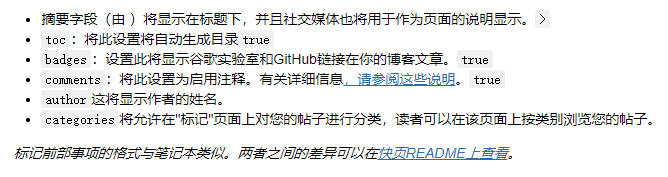 • 摘要字段（由 ）将显示在标题下，并且社交媒体也将用于作为页面的说明显示。 >
• toc：将此设置将自动生成目录 true
• badges：设置此将显示谷歌实验室和GitHub链接在你的博客文章。 true
• comments：将此设置为启用注释。有关详细信息，请参阅这些说明。 true
• author 这将显示作者的姓名。
• categories 将允许在"标记"页面上对您的帖子进行分类，读者可以在该页面上按类别浏览您的帖子。
标记前部事项的格式与笔记本类似。两者之间的差异可以在快页README上查看。